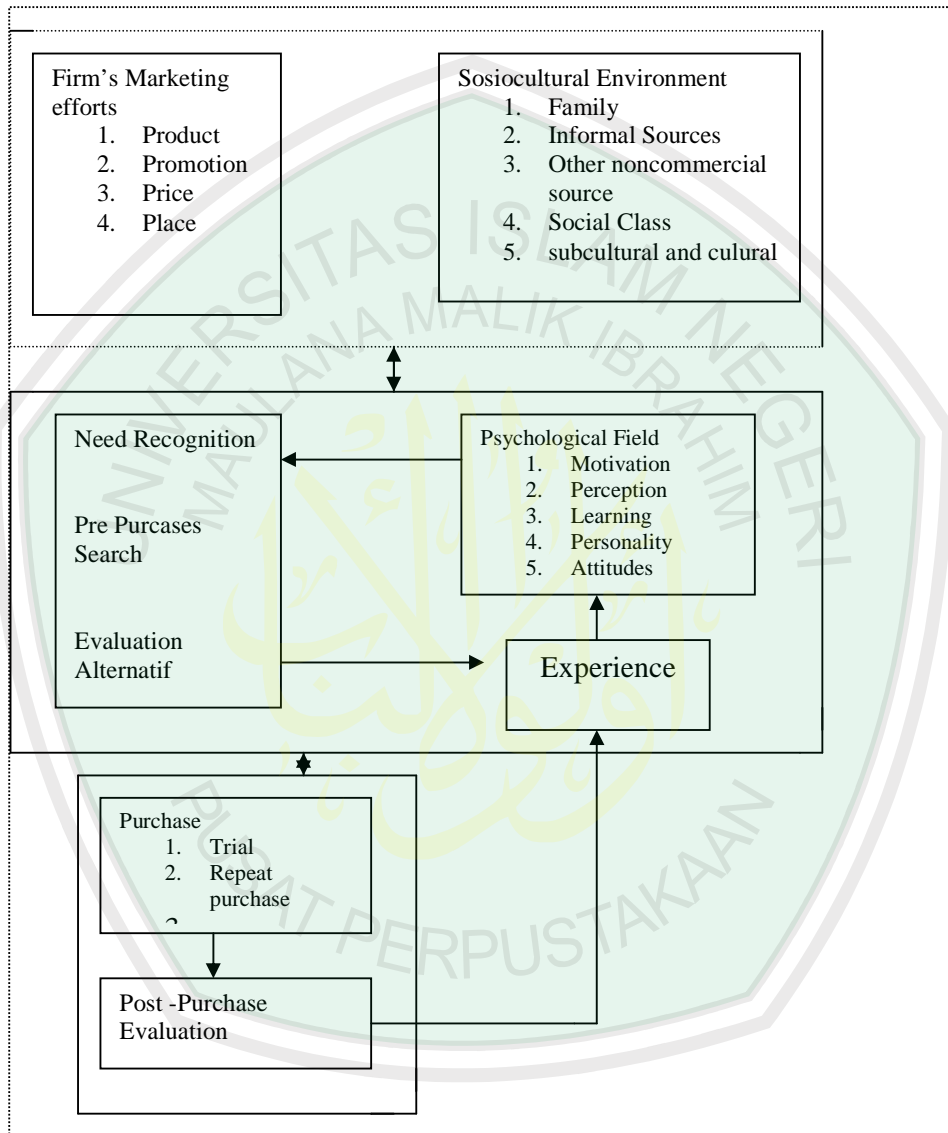 Firm's Marketing
efforts
1. Product
2. Promotion
3. Price
4. Place
Sosiocultural Environment
1. Family
2. Informal Sources
3. Other noncommercial
source
4. Social Class
5. subcultural and culural
Need Recognition
Pre Purcases
Search
Evaluation
Alternatif
Psychological Field
1. Motivation
2. Perception
3. Learning
4. Personality
5. Attitudes
Experience
Purchase
1. Trial
2. Repeat
purchase
Post -Purchase
Evaluation
UNIVERSITAS ISLAM NEGERI
MAULANA MALIK IBRAHIM
PUSAT PERPUSTAKAAN